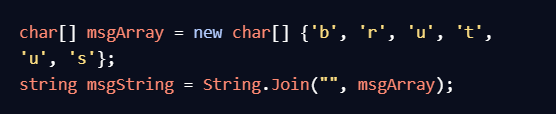 char[] msgArray = new char[] {'b', 'r', 'u', 't',
'u', 's'};
string msgString = String.Join("", msgArray);